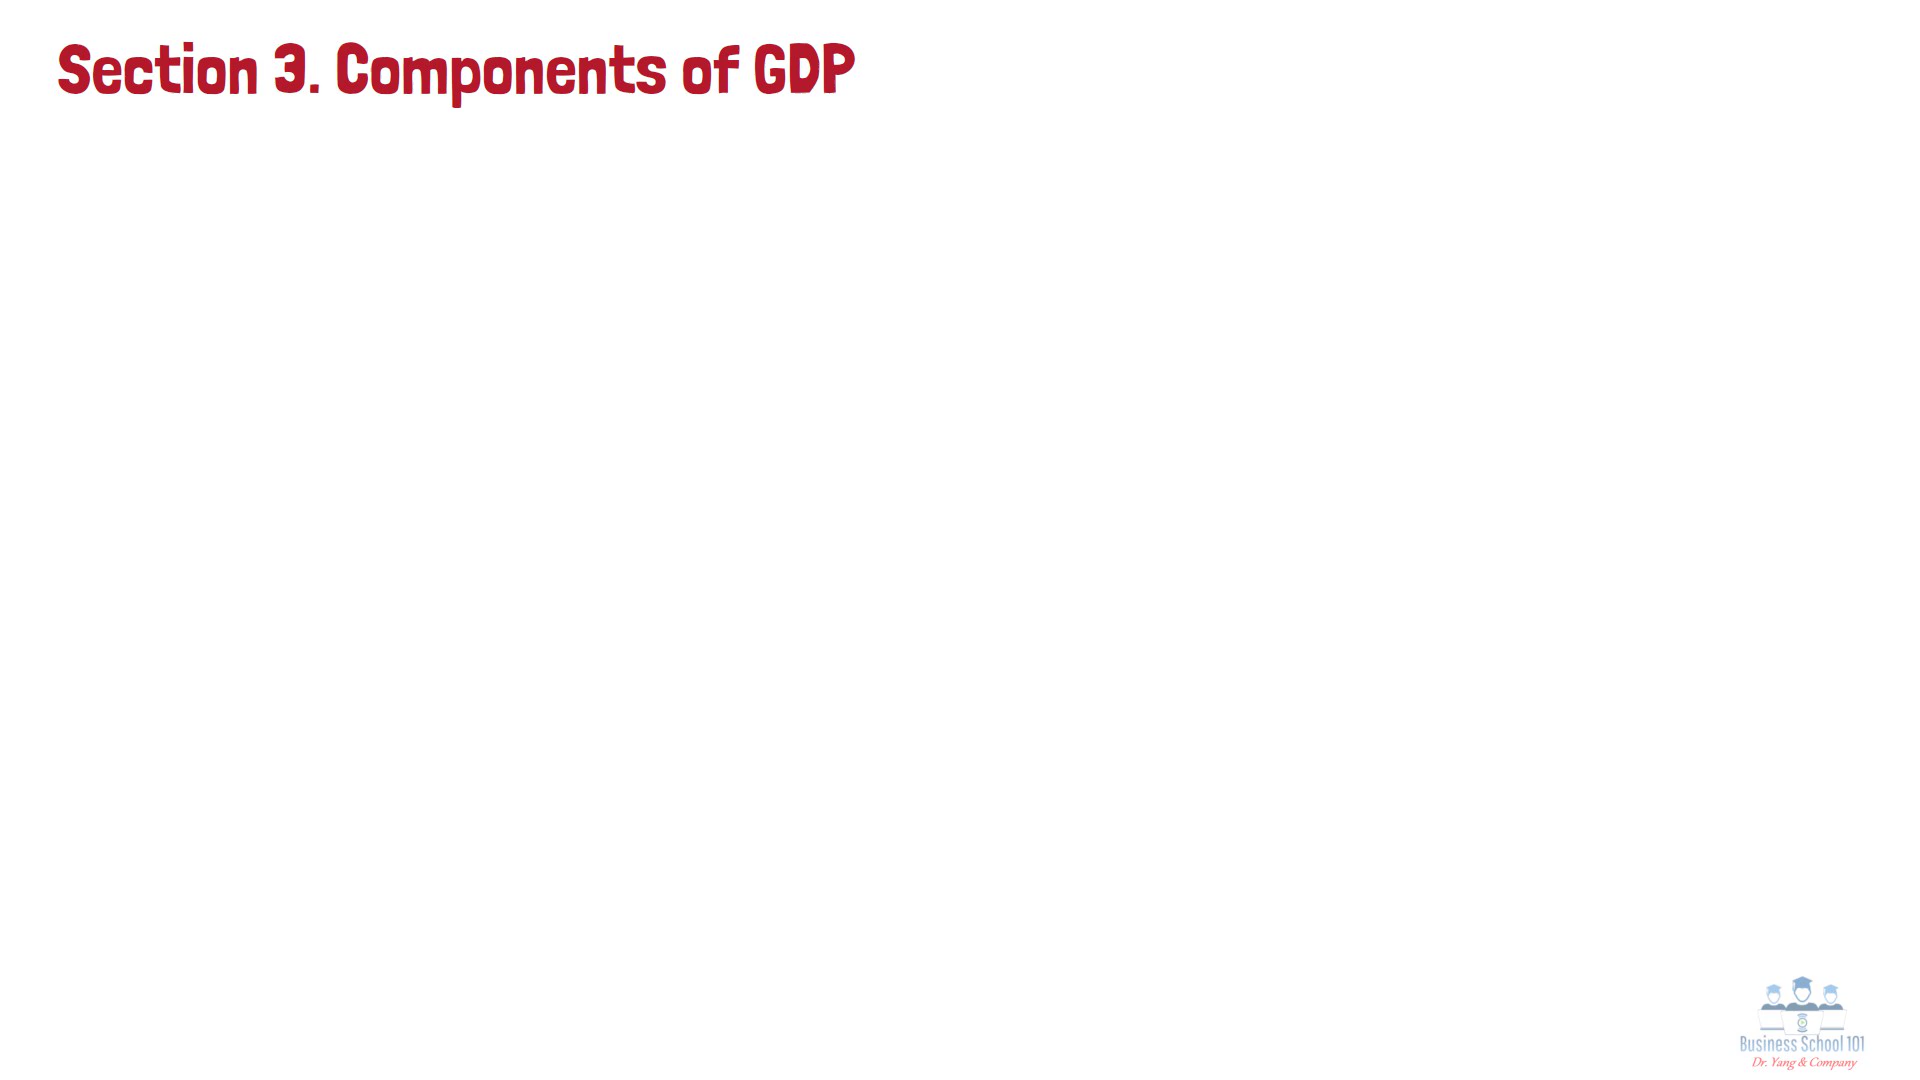 Section 3. Components of GDP
Business School 101
Dr. Yang & Company